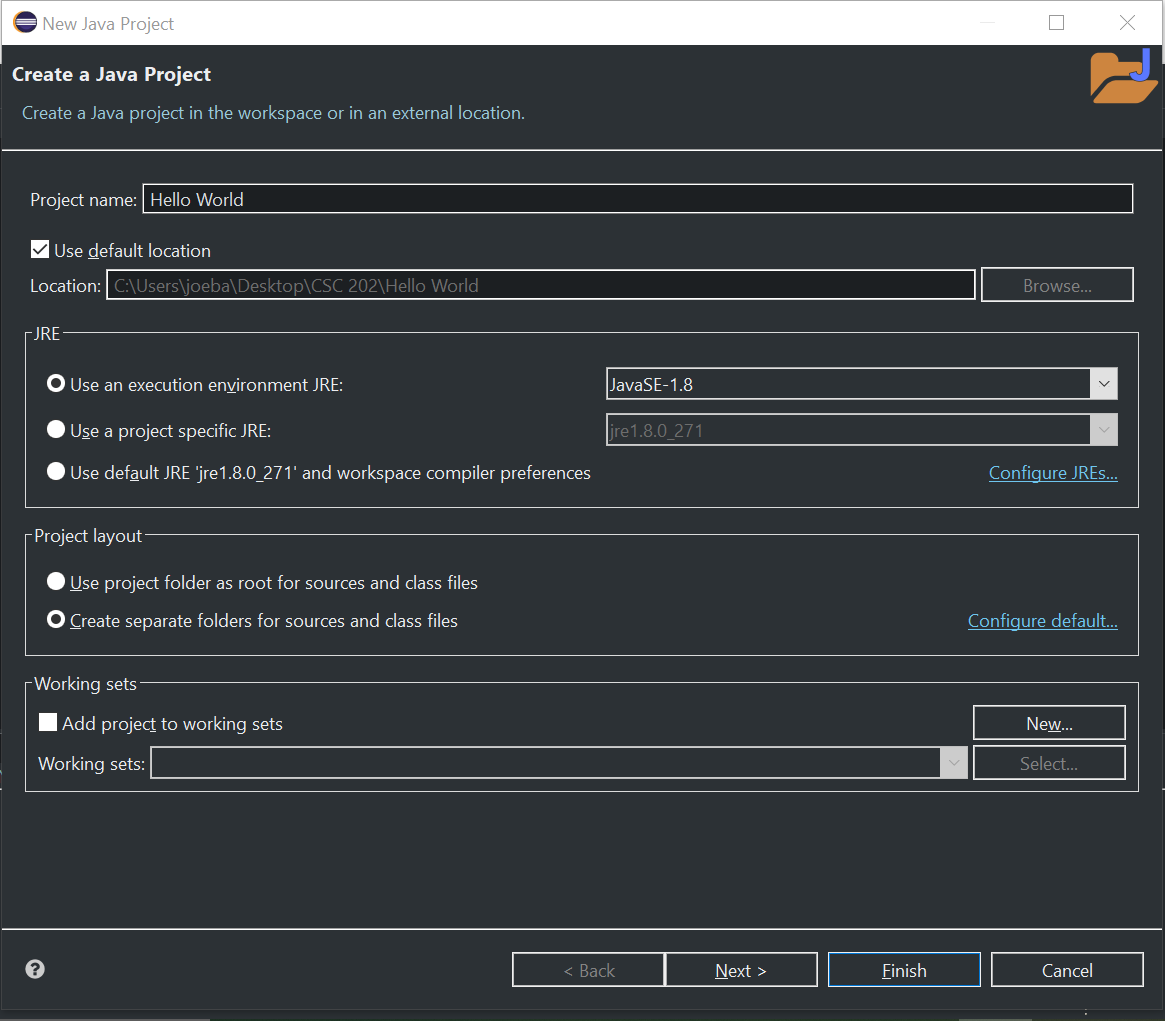 New Java Project
Create a Java Project
Create a Java project in the workspace or in an external location.
Project name: Hello World
Use default location
Location: C:\Users\joeba\Desktop\CSC 202\Hello World Browse...
JRE
Use an execution environment JRE: JavaSE-1.8
Use a project specific JRE: jre1.8.0_271
Use default JRE 'jre1.8.0_271' and workspace compiler preferences Configure JREs...
Project layout
Use project folder as root for sources and class files
Create separate folders for sources and class files Configure default...
Working sets
Add project to working sets New...
Working sets: Select...
? < Back Next > Finish Cancel